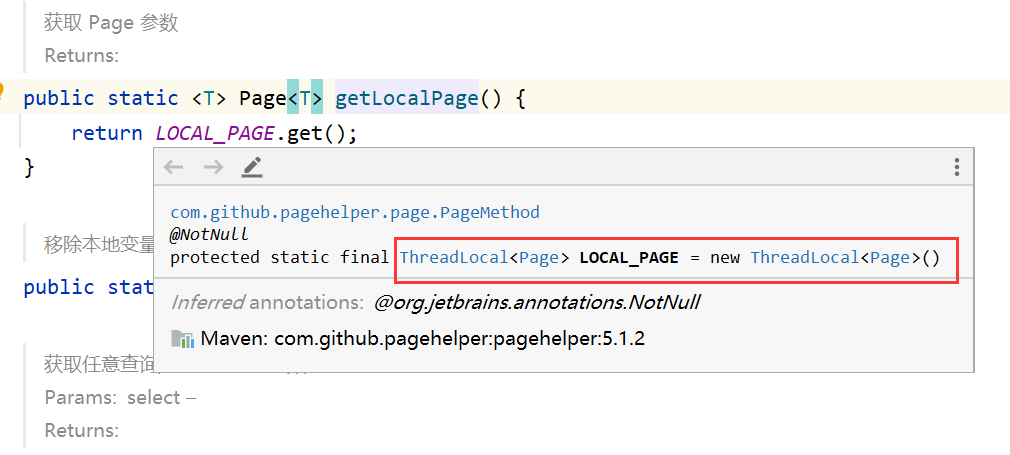 获取 Page 参数
Returns:
public static <T> Page<T> getLocalPage() {
return LOCAL_PAGE.get();
}
com.github.pagehelper.page.PageMethod
@NotNull
protected static final ThreadLocal<Page> LOCAL_PAGE = new ThreadLocal<Page>()
Inferred annotations: @org.jetbrains.annotations.NotNull
Maven: com.github.pagehelper:pagehelper:5.1.2
移除本地变量
public stat
获取任意查询
Params: select –
Returns: